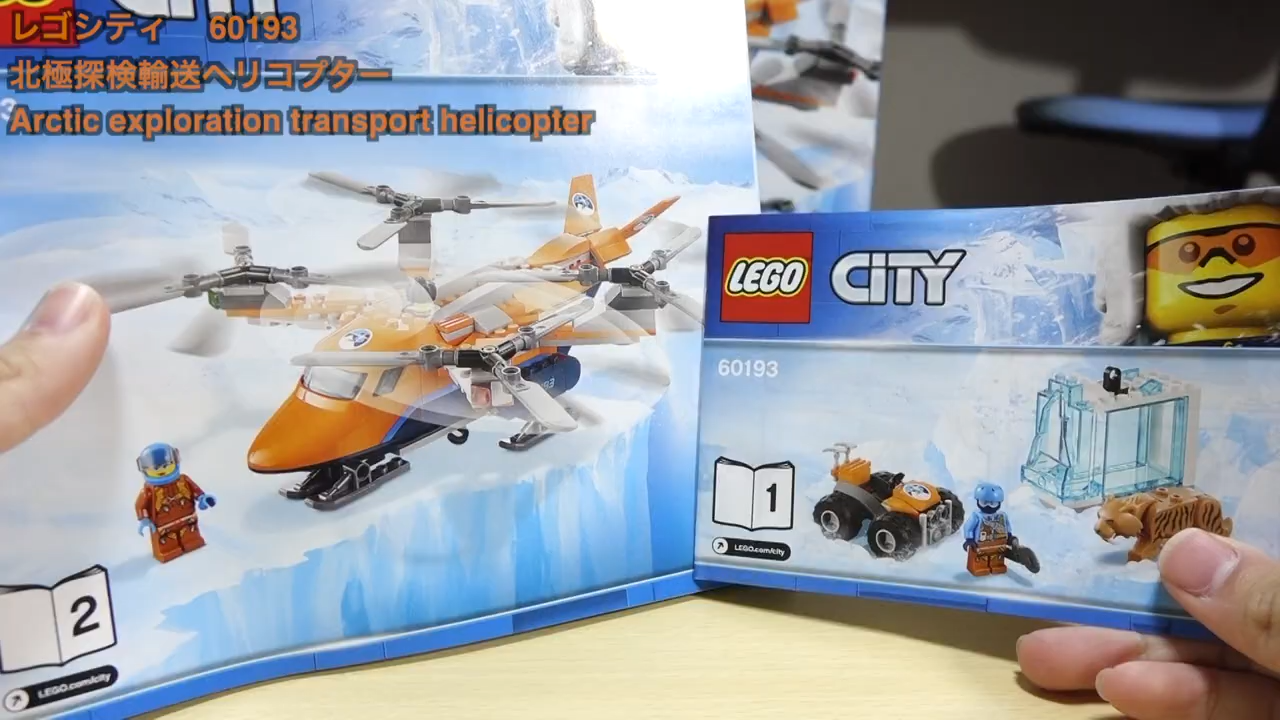 レゴシティ 60193
北極探検輸送ヘリコプター
Arctic exploration transport helicopter
CITY
2
LEGO.com/city
LEGO CITY
60193
1
LEGO.com/city